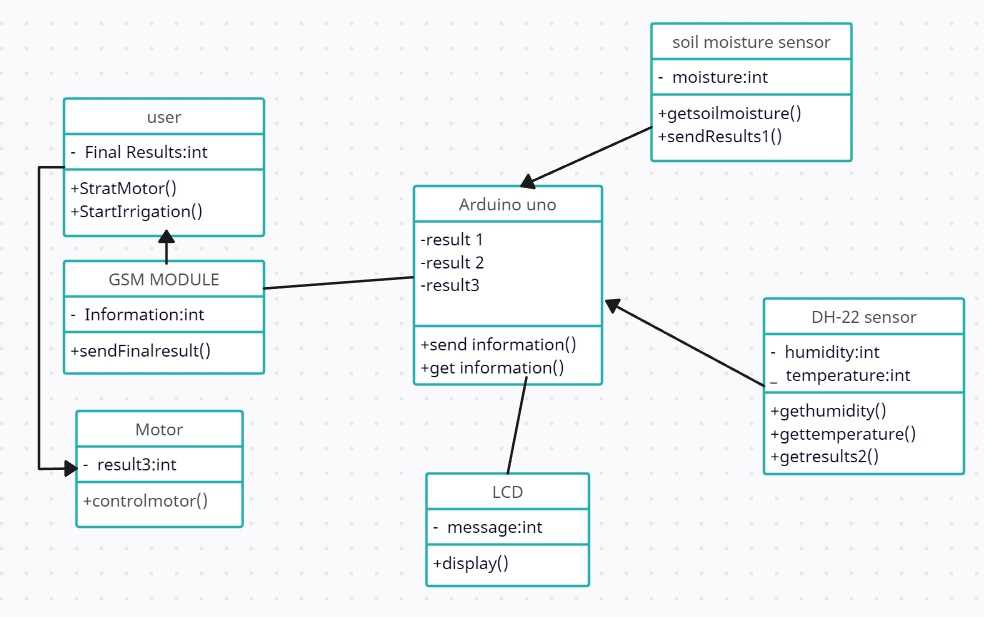 soil moisture sensor
- moisture:int
+getsoilmoisture()
+sendResults1()
user
- Final Results:int
+StratMotor()
+StartIrrigation()
Arduino uno
-result 1
-result 2
-result3
+send information()
+get information()
GSM MODULE
- Information:int
+sendFinalresult()
DH-22 sensor
- humidity:int
_ temperature:int
+gethumidity()
+gettemperature()
+getresults2()
Motor
- result3:int
+controlmotor()
LCD
- message:int
+display()